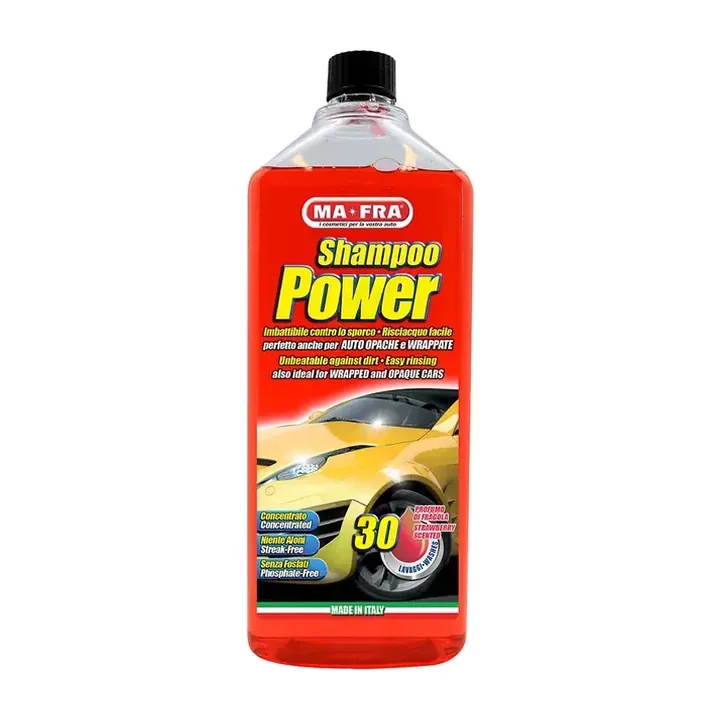 MA★FRA®
i cosmetici per la vostra auto
Shampoo
Power
Imbattibile contro lo sporco • Risciacquo facile
perfetto anche per AUTO OPACHE e WRAPPATE
Unbeatable against dirt • Easy rinsing
also ideal for WRAPPED and OPAQUE CARS
Concentrato
Concentrated
Niente Aloni
Streak-Free
Senza Fosfati
Phosphate-Free
30
PROFUMO
DI FRAGOLA
STRAWBERRY
SCENTED
LAVAGGI-WASHES
MADE IN ITALY